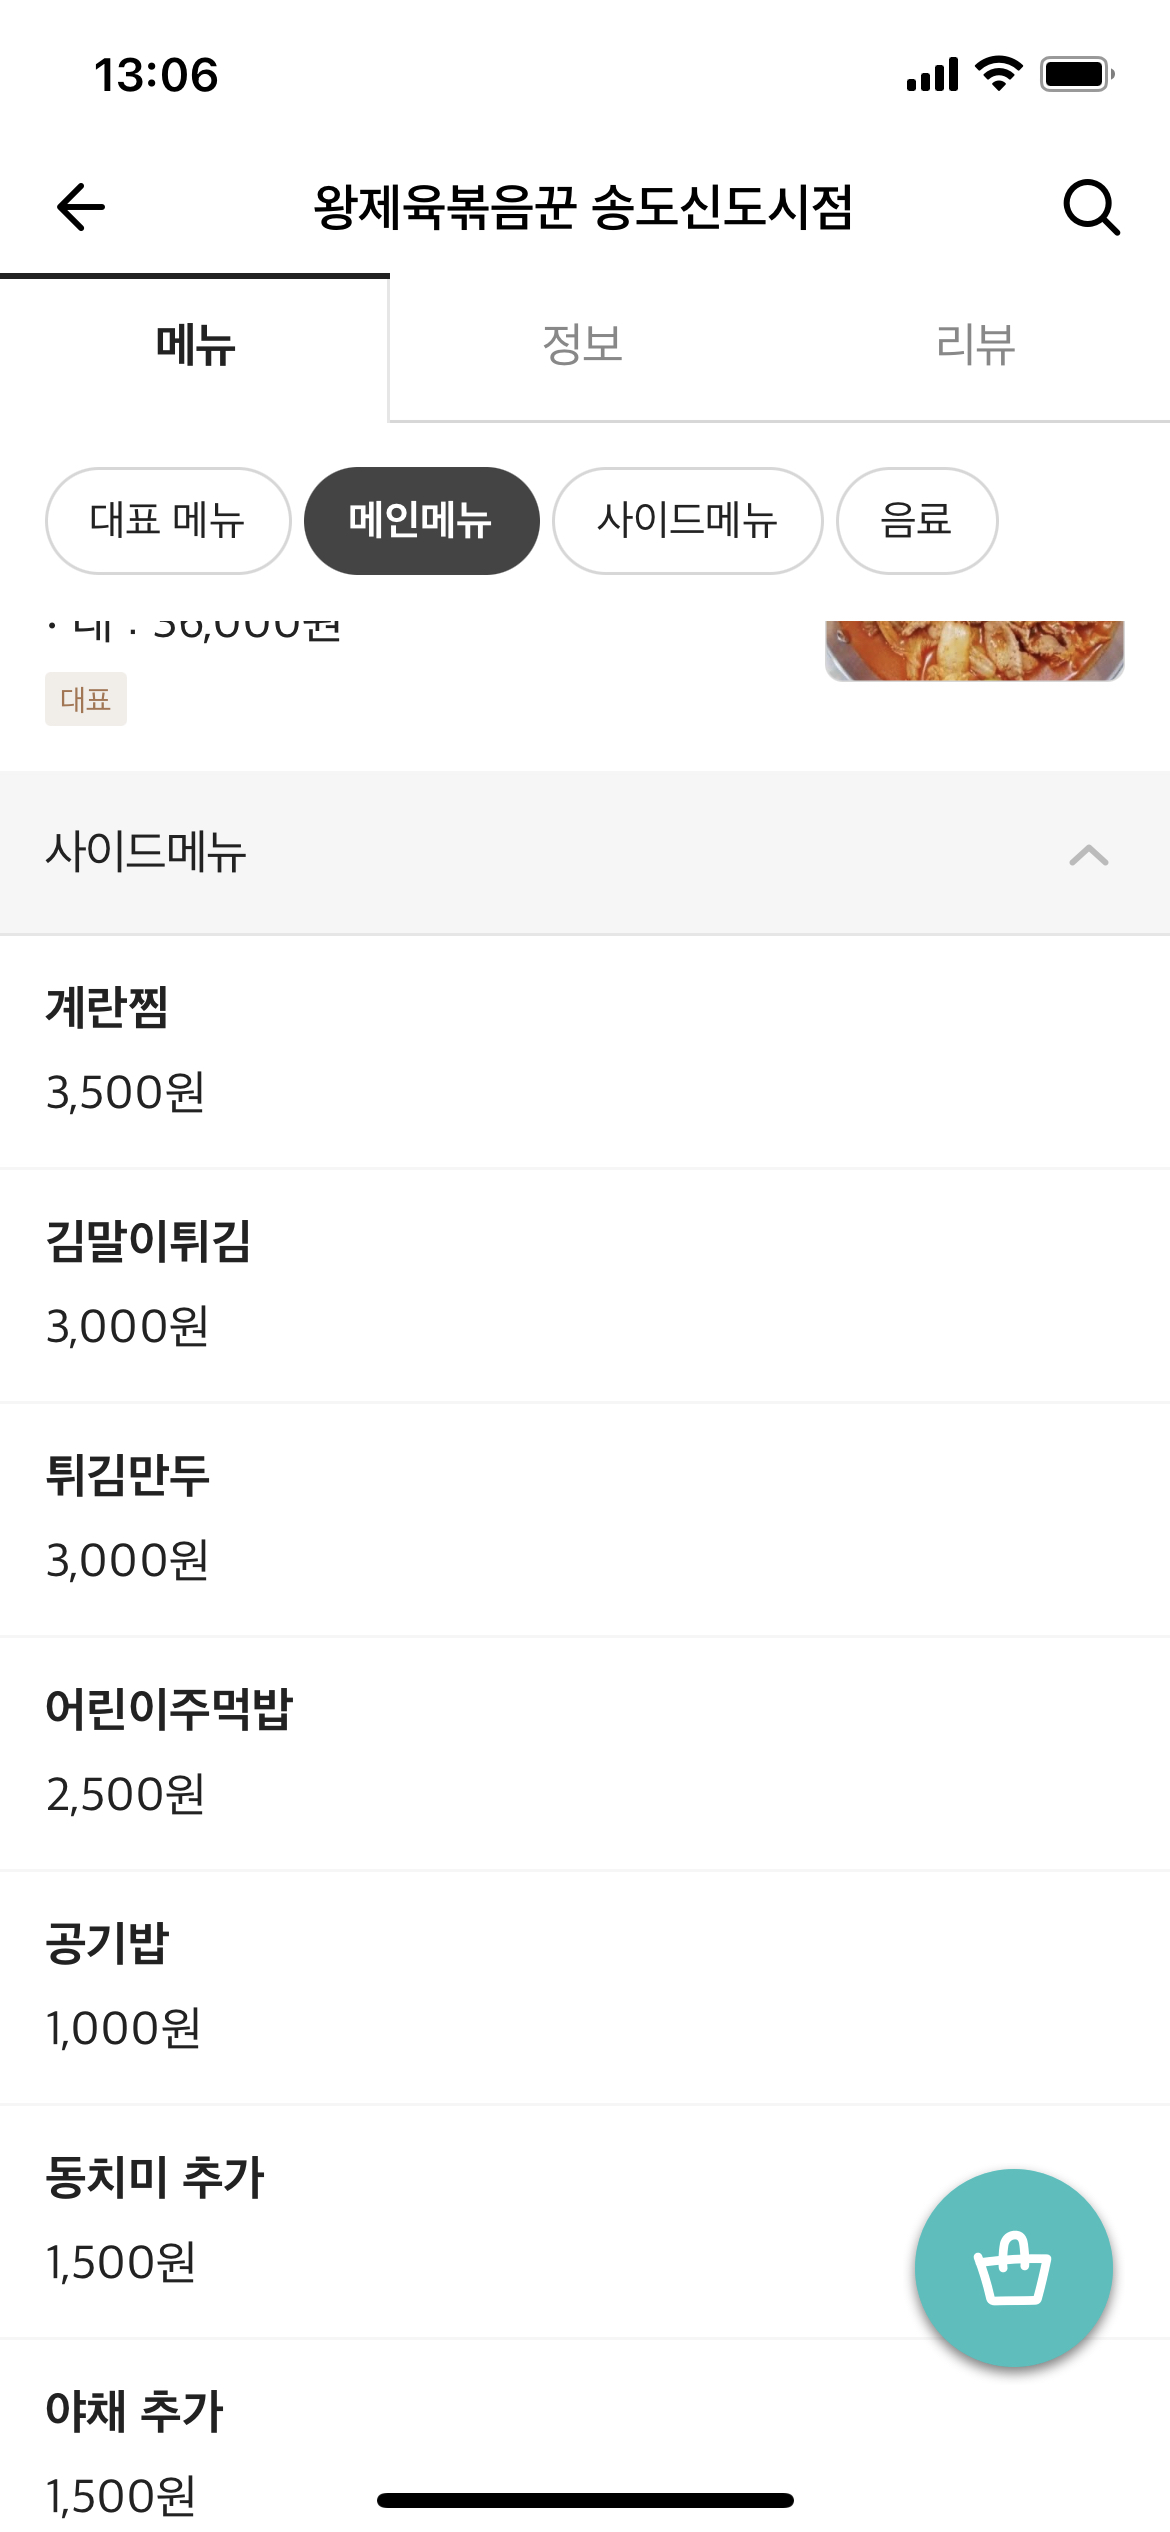 13:06
왕제육볶음꾼 송도신도시점
메뉴
정보
리뷰
대표 메뉴
메인메뉴
사이드메뉴
음료
· 대 : 36,000원
대표
사이드메뉴
계란찜
3,500원
김말이튀김
3,000원
튀김만두
3,000원
어린이주먹밥
2,500원
공기밥
1,000원
동치미 추가
1,500원
야채 추가
1,500원